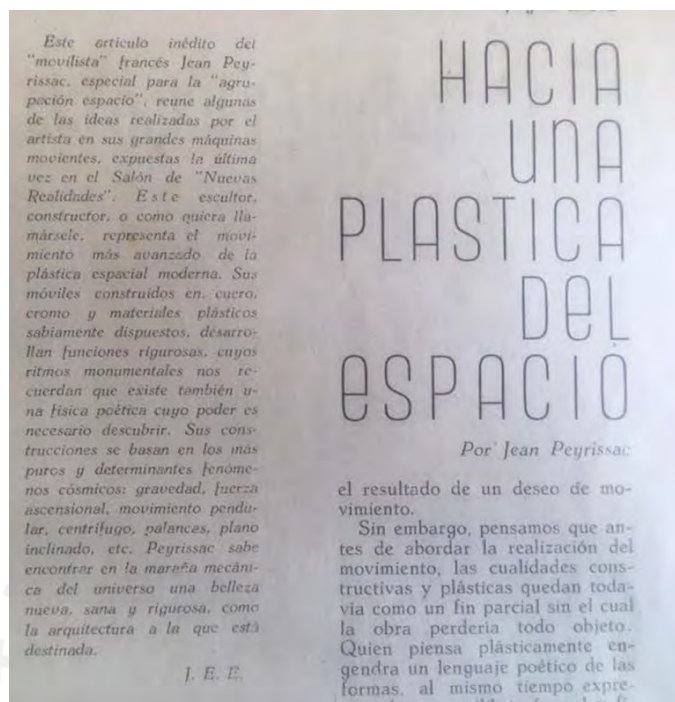 Este artículo inédito del
"movilista" francés Jean Pey-
rissac, especial para la "agru-
pación espacio", reune algunas
de las ideas realizadas por el
artista en sus grandes máquinas
movientes, expuestas la última
vez en el Salón de "Nuevas
Realidades". Este escultor,
constructor, o como quiera lla-
mársele, representa el movi-
miento más avanzado de la
plástica espacial moderna. Sus
móviles construidos en, cuero,
cromo y materiales plásticos
sabiamente dispuestos, desarro-
llan funciones rigurosas, cuyos
ritmos monumentales nos re-
cuerdan que existe también u-
na física poética cuyo poder es
necesario descubrir. Sus cons-
trucciones se basan en los más
puros y determinantes fenóme-
nos cósmicos: gravedad, fuerza
ascensional, movimiento pendu-
lar, centrífugo, palancas, plano
inclinado, etc. Peyrissac sabe
encontrar en la maraña mecáni-
ca del universo una belleza
nueva, sana y rigurosa, como
la arquitectura a la que está
destinada.
J. E. E.
HACIA
UNA
PLASTICA
DEL
ESPACIO
Por Jean Peyrissac
el resultado de un deseo de mo-
vimiento.
Sin embargo, pensamos que an-
tes de abordar la realización del
movimiento, las cualidades cons-
tructivas y plásticas quedan toda-
vía como un fin parcial sin el cual
la obra perdería todo objeto.
Quien piensa plásticamente en-
gendra un lenguaje poético de las
formas, al mismo tiempo expre-